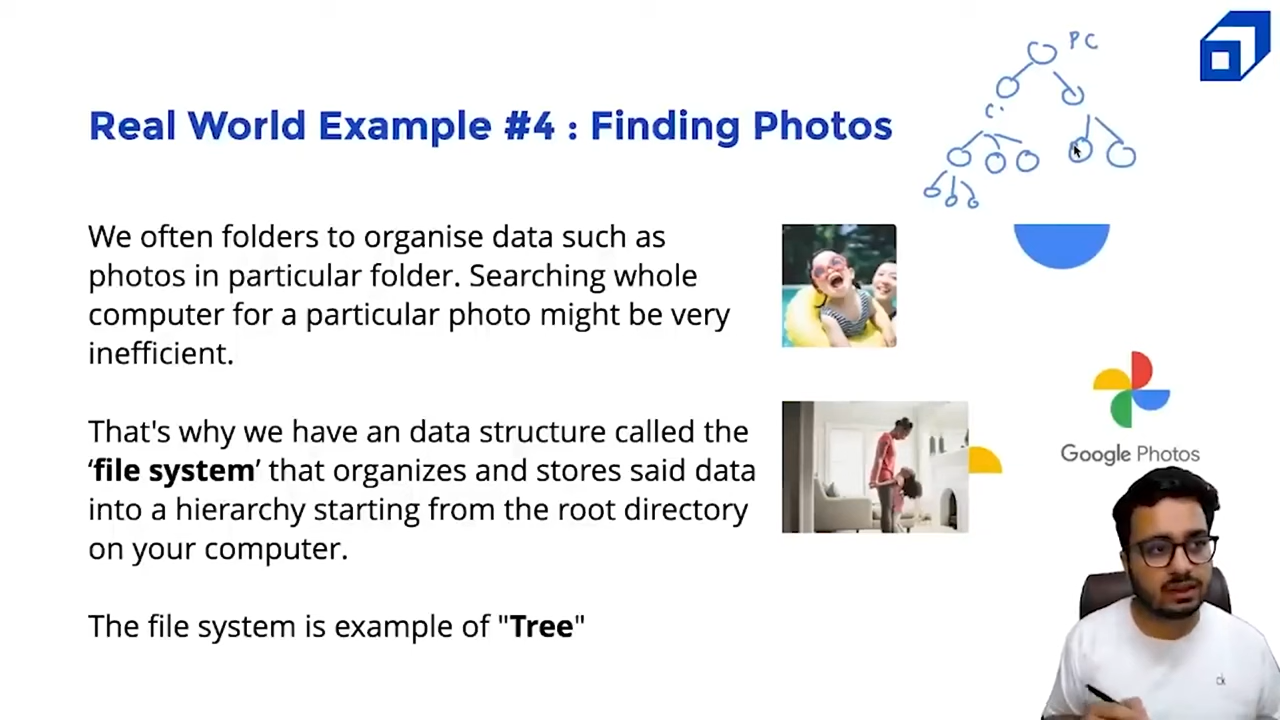 PC
Real World Example #4 : Finding Photos
C:
We often folders to organise data such as
photos in particular folder. Searching whole
computer for a particular photo might be very
inefficient.
That's why we have an data structure called the
‘file system’ that organizes and stores said data
into a hierarchy starting from the root directory
on your computer.
The file system is example of "Tree"
Google Photos